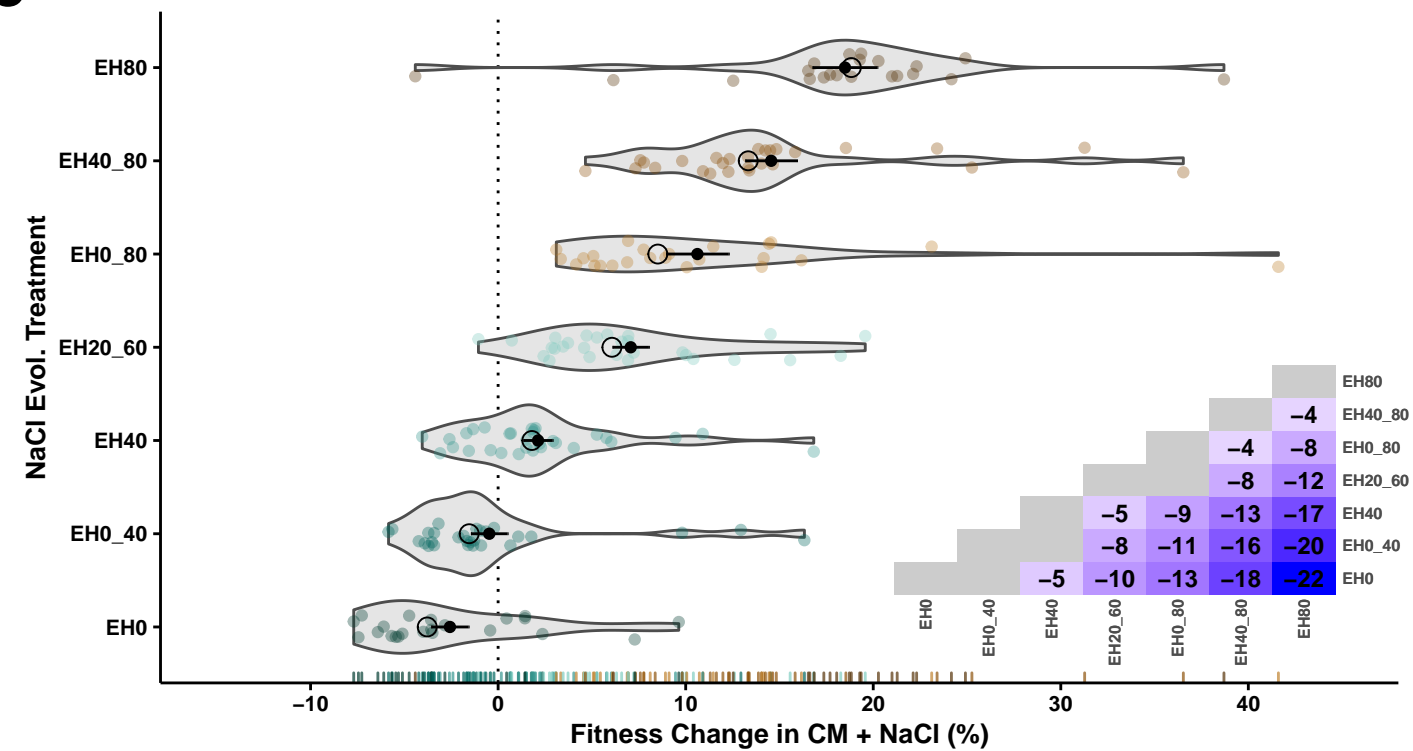 EH80
EH40_80
EH0_80
EH20_60
EH40
EH0_40
EH0
NaCl Evol. Treatment
−10 0 10 20 30 40
Fitness Change in CM + NaCl (%)
EH80
−4 EH40_80
−4 −8 EH0_80
−8 −12 EH20_60
−5 −9 −13 −17 EH40
−8 −11 −16 −20 EH0_40
−5 −10 −13 −18 −22 EH0
EH0 EH0_40 EH40 EH20_60 EH0_80 EH40_80 EH80